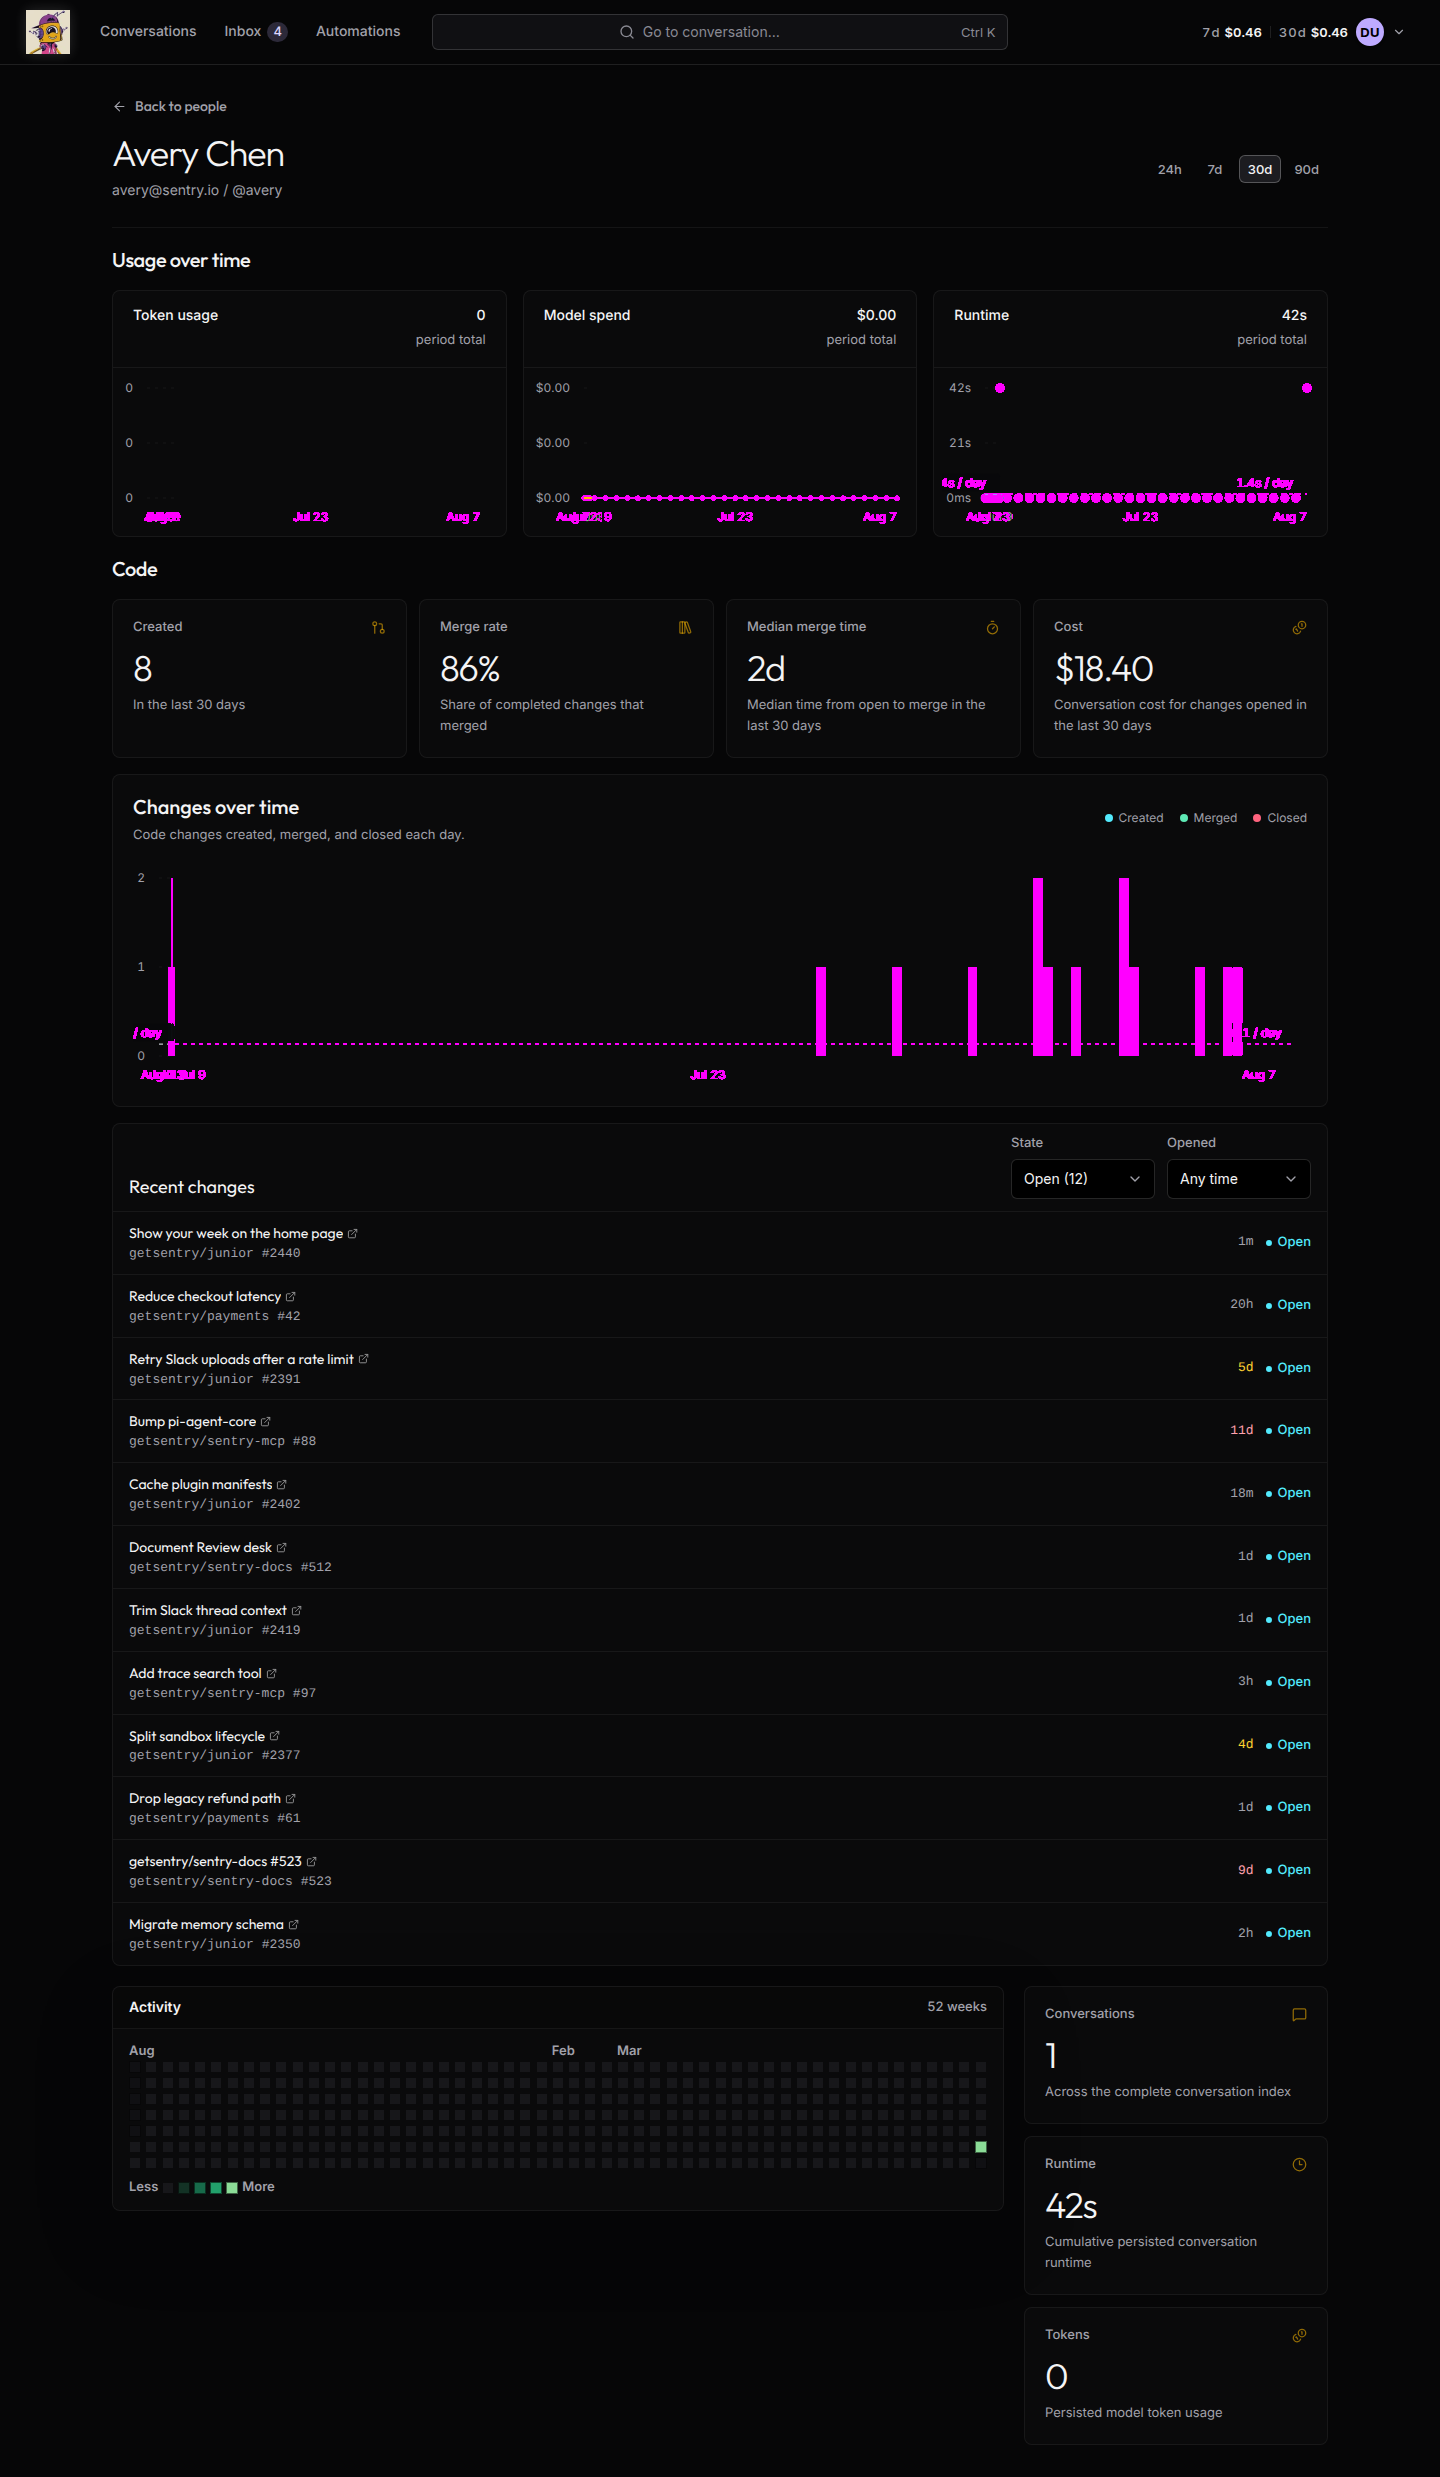 Conversations Inbox 4 Automations Go to conversation... Ctrl K 7d $0.46 30d $0.46 DU
Back to people
Avery Chen
avery@sentry.io / @avery
24h 7d 30d 90d
Usage over time
Token usage 0
period total
0
0
0
Jul 23 Aug 7
Model spend $0.00
period total
$0.00
$0.00
$0.00
Jul 23 Aug 7
Runtime 42s
period total
42s
21s
/ day 1.4s / day
0ms
Jul 23 Aug 7
Code
Created
8
In the last 30 days
Merge rate
86%
Share of completed changes that
merged
Median merge time
2d
Median time from open to merge in the
last 30 days
Cost
$18.40
Conversation cost for changes opened in
the last 30 days
Changes over time
Code changes created, merged, and closed each day.
Created Merged Closed
2
1
/ day 1 / day
0
Jul 9 Jul 23 Aug 7
State Opened
Recent changes Open (12) Any time
Show your week on the home page
getsentry/junior #2440
1m Open
Reduce checkout latency
getsentry/payments #42
20h Open
Retry Slack uploads after a rate limit
getsentry/junior #2391
5d Open
Bump pi-agent-core
getsentry/sentry-mcp #88
11d Open
Cache plugin manifests
getsentry/junior #2402
18m Open
Document Review desk
getsentry/sentry-docs #512
1d Open
Trim Slack thread context
getsentry/junior #2419
1d Open
Add trace search tool
getsentry/sentry-mcp #97
3h Open
Split sandbox lifecycle
getsentry/junior #2377
4d Open
Drop legacy refund path
getsentry/payments #61
1d Open
getsentry/sentry-docs #523
getsentry/sentry-docs #523
9d Open
Migrate memory schema
getsentry/junior #2350
2h Open
Activity 52 weeks
Aug Feb Mar
Less More
Conversations
1
Across the complete conversation index
Runtime
42s
Cumulative persisted conversation
runtime
Tokens
0
Persisted model token usage